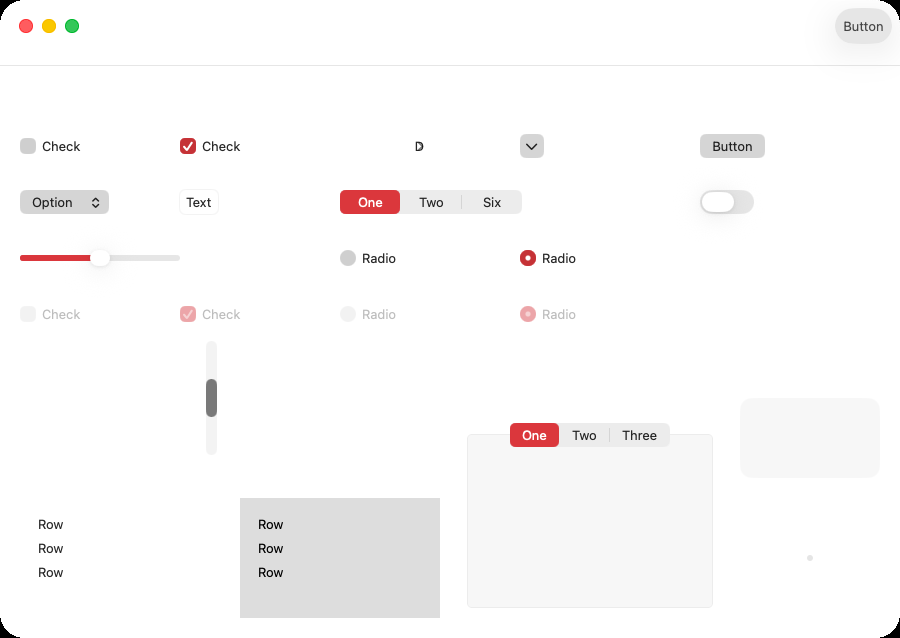 Button
Check
Check
Button
Option
Text
One Two Six
Radio
Radio
Check
Check
Radio
Radio
One Two Three
Row
Row
Row
Row
Row
Row